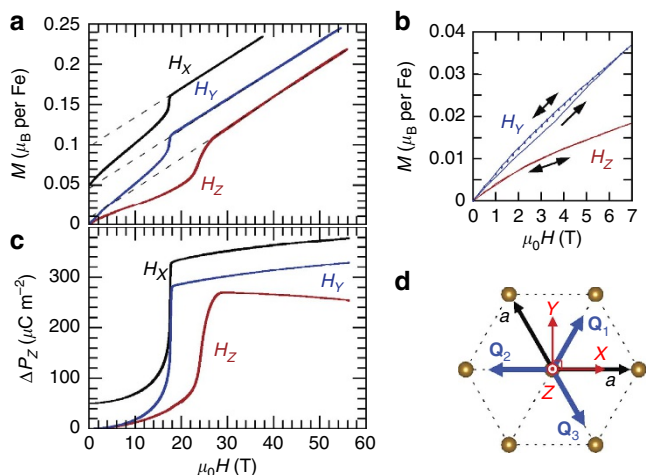 a
M (μB per Fe)
0.25
0.20
0.15
0.10
0.05
0
HX
HY
HZ
b
M (μB per Fe)
0.04
0.03
0.02
0.01
0
HY
HZ
0 1 2 3 4 5 6 7
μ0H (T)
c
ΔPZ (μC m−2)
300
200
100
0
HX
HY
HZ
0 10 20 30 40 50 60
μ0H (T)
d
a
Y
Q1
Q2
X
Z
a
Q3